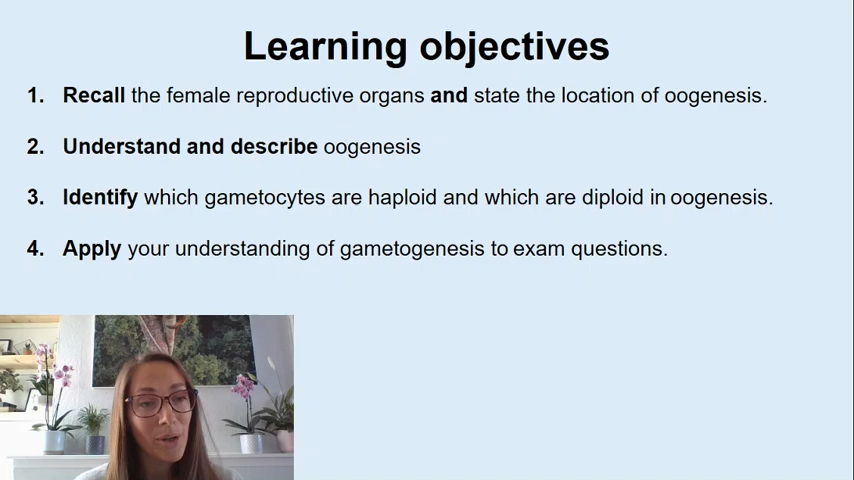 Learning objectives
1. Recall the female reproductive organs and state the location of oogenesis.
2. Understand and describe oogenesis
3. Identify which gametocytes are haploid and which are diploid in oogenesis.
4. Apply your understanding of gametogenesis to exam questions.